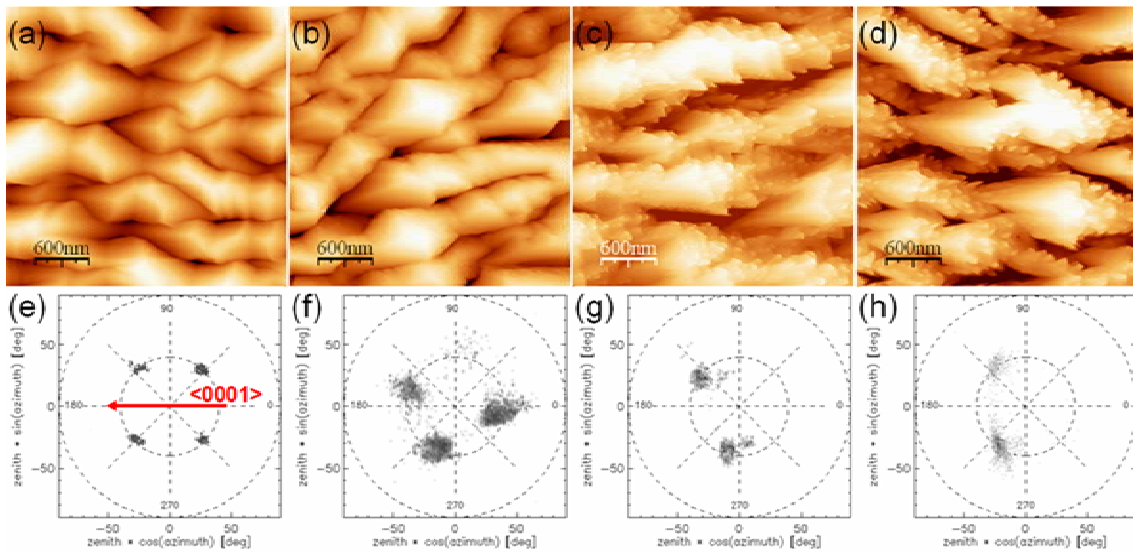 (a) (b) (c) (d)
600nm 600nm 600nm 600nm
(e) (f) (g) (h)
90 90 90 90
50 50 50 50
<0001>
180 0 180 0 180 0 180 0
0 0 0 0
-50 -50 -50 -50
270 270 270 270
-50 0 50 -50 0 50 -50 0 50 -50 0 50
zenith * sin(azimuth) [deg] zenith * sin(azimuth) [deg] zenith * sin(azimuth) [deg] zenith * sin(azimuth) [deg]
zenith * cos(azimuth) [deg] zenith * cos(azimuth) [deg] zenith * cos(azimuth) [deg] zenith * cos(azimuth) [deg]